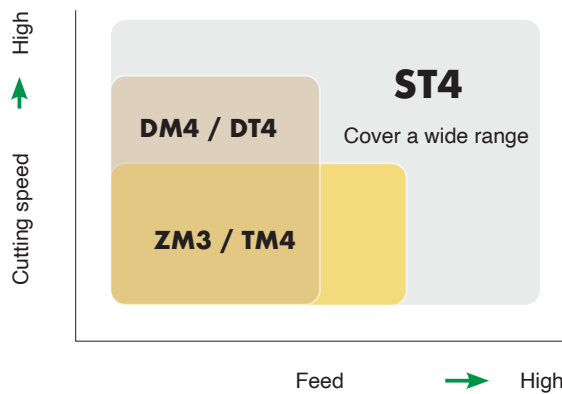 High
Cutting speed
ST4
Cover a wide range
DM4 / DT4
ZM3 / TM4
Feed
High